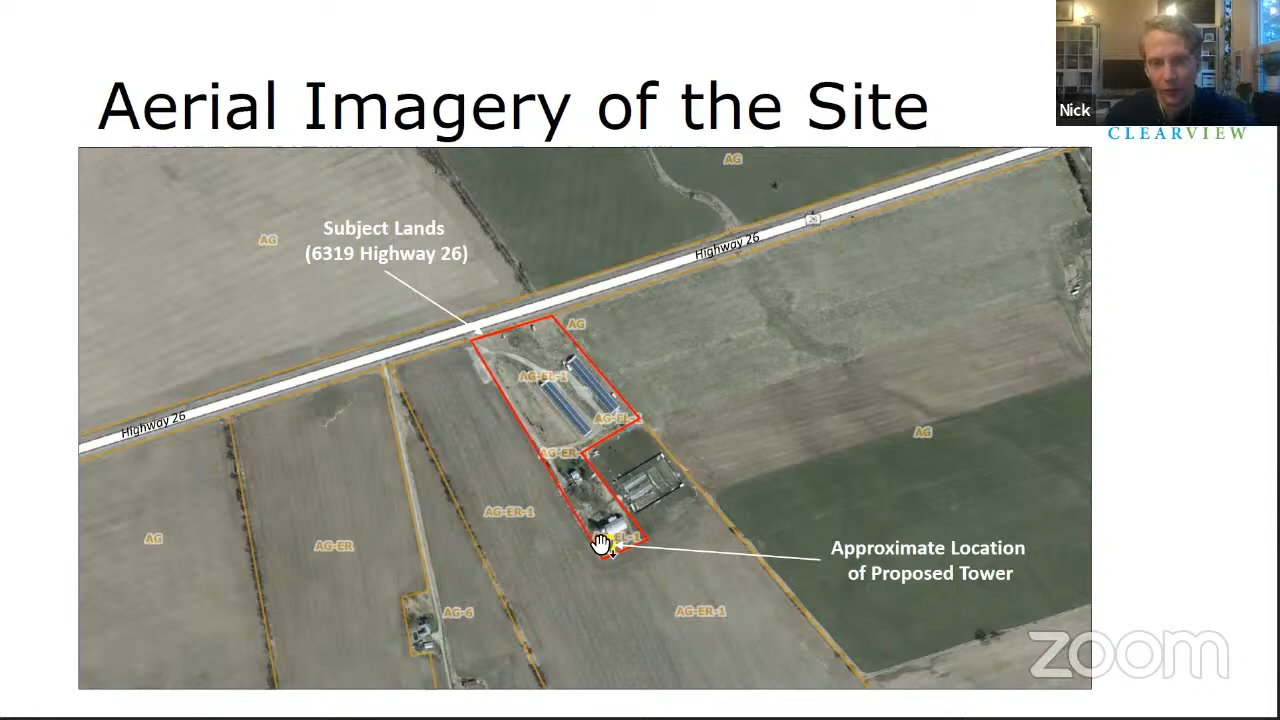 Aerial Imagery of the Site
Nick
CLEARVIEW
AG
Subject Lands
(6319 Highway 26)
AG
26
Highway 26
AG
AG-EL-1
AG-EL-1
Highway 26
AG
AG-ER
AG-ER-1
AG
AG-ER
Approximate Location
of Proposed Tower
AG-6
AG-ER-1
zoom